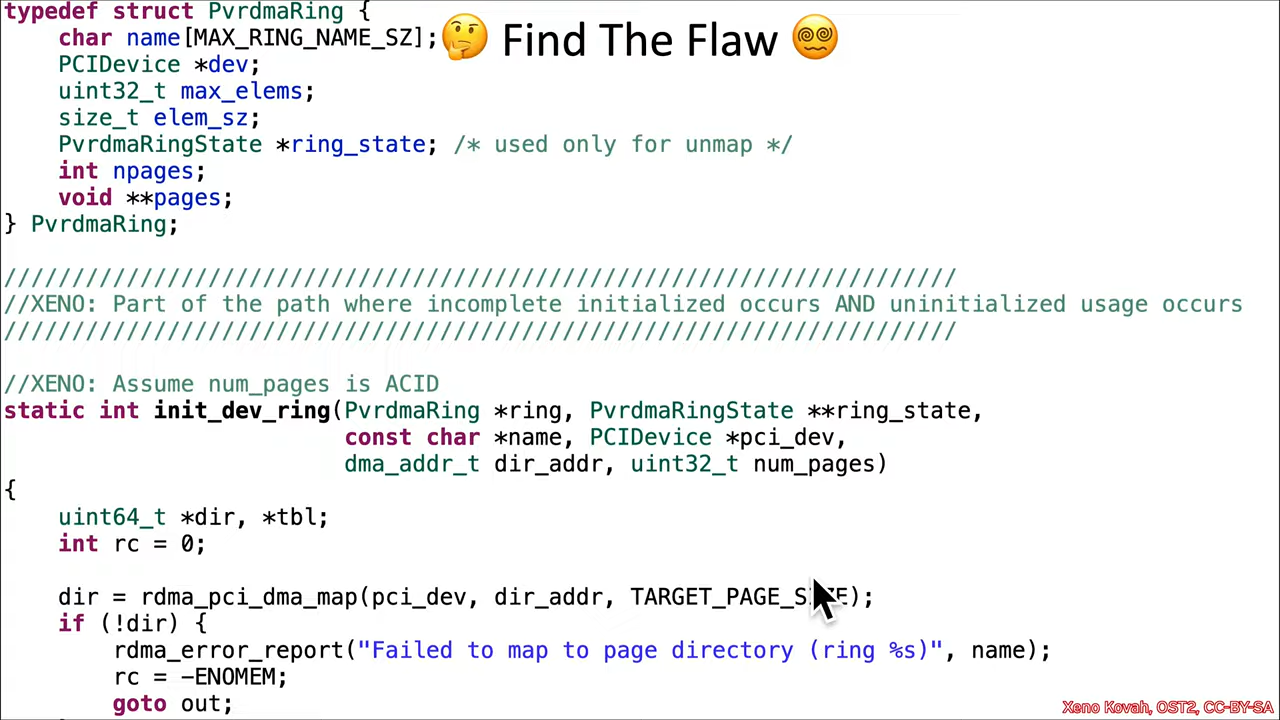 typedef struct PvrdmaRing {
    char name[MAX_RING_NAME_SZ];🤔 Find The Flaw 😵‍💫
    PCIDevice *dev;
    uint32_t max_elems;
    size_t elem_sz;
    PvrdmaRingState *ring_state; /* used only for unmap */
    int npages;
    void **pages;
} PvrdmaRing;
//////////////////////////////////////////////////////////////////////
//XENO: Part of the path where incomplete initialized occurs AND uninitialized usage occurs
//////////////////////////////////////////////////////////////////////
//XENO: Assume num_pages is ACID
static int init_dev_ring(PvrdmaRing *ring, PvrdmaRingState **ring_state,
                         const char *name, PCIDevice *pci_dev,
                         dma_addr_t dir_addr, uint32_t num_pages)
{
    uint64_t *dir, *tbl;
    int rc = 0;
    dir = rdma_pci_dma_map(pci_dev, dir_addr, TARGET_PAGE_SIZE);
    if (!dir) {
        rdma_error_report("Failed to map to page directory (ring %s)", name);
        rc = -ENOMEM;
        goto out;
Xeno Kovah, OST2, CC-BY-SA